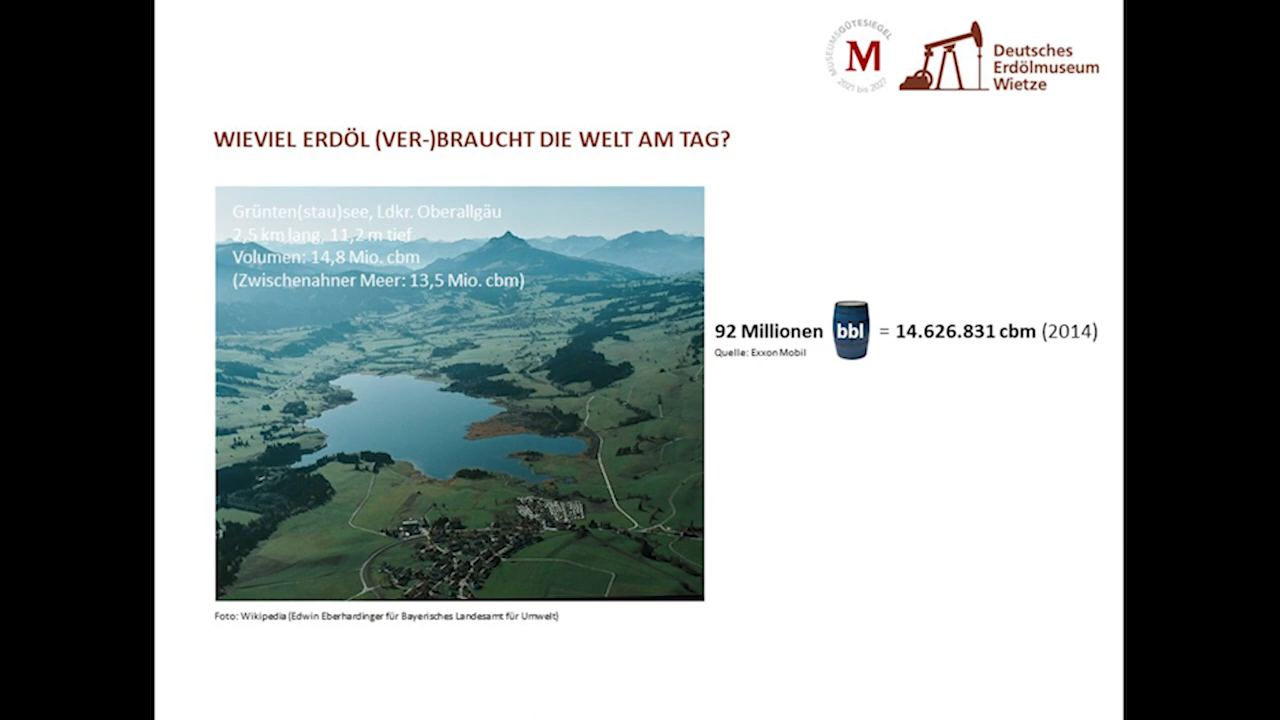 MUSEUMSGÜTESIEGEL
M
2021 bis 2027
Deutsches
Erdölmuseum
Wietze
WIEVIEL ERDÖL (VER-)BRAUCHT DIE WELT AM TAG?
Grünten(stau)see, Ldkr. Oberallgäu
2,5 km lang, 11,2 m tief
Volumen: 14,8 Mio. cbm
(Zwischenahner Meer: 13,5 Mio. cbm)
92 Millionen bbl = 14.626.831 cbm (2014)
Quelle: Exxon Mobil
Foto: Wikipedia (Edwin Eberhardinger für Bayerisches Landesamt für Umwelt)